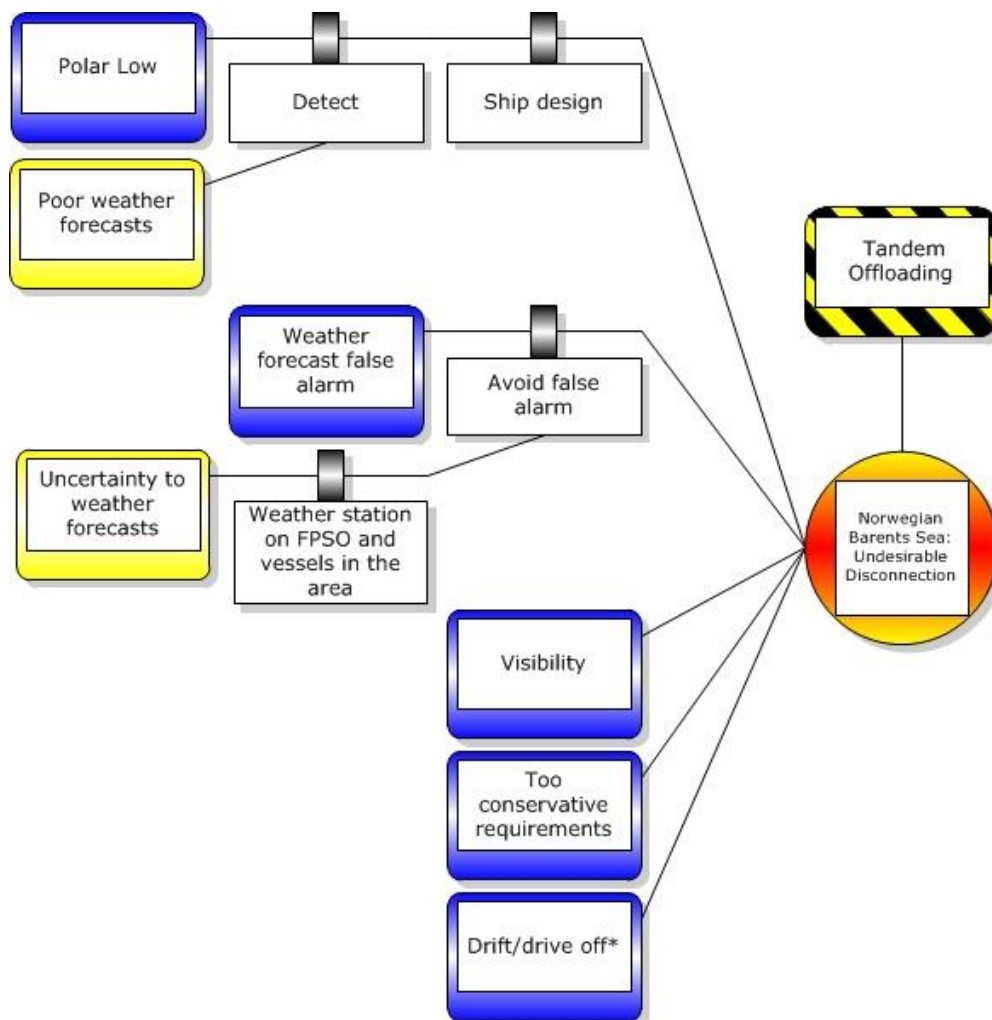 Polar Low
Detect
Ship design
Poor weather
forecasts
Tandem
Offloading
Weather
forecast false
alarm
Avoid false
alarm
Uncertainty to
weather
forecasts
Weather station
on FPSO and
vessels in the
area
Norwegian
Barents Sea:
Undesirable
Disconnection
Visibility
Too
conservative
requirements
Drift/drive off*